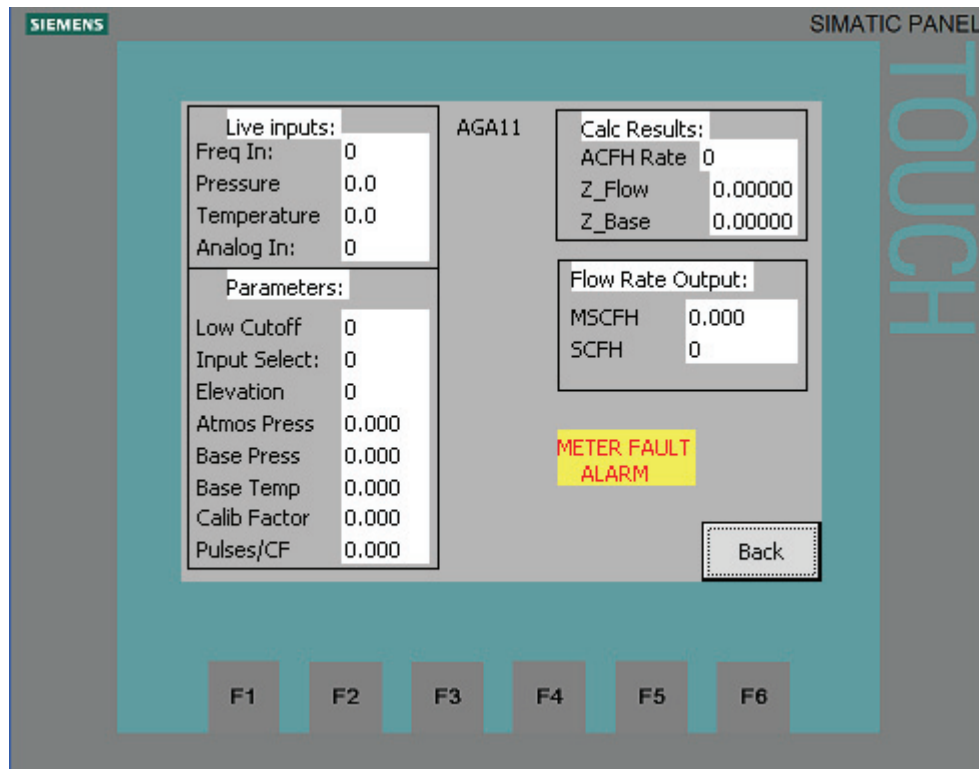 SIEMENS
SIMATIC PANEL
TOUCH
AGA11
Live inputs:
Freq In: 0
Pressure 0.0
Temperature 0.0
Analog In: 0
Parameters:
Low Cutoff 0
Input Select: 0
Elevation 0
Atmos Press 0.000
Base Press 0.000
Base Temp 0.000
Calib Factor 0.000
Pulses/CF 0.000
Calc Results:
ACFH Rate 0
Z_Flow 0.00000
Z_Base 0.00000
Flow Rate Output:
MSCFH 0.000
SCFH 0
METER FAULT
ALARM
Back
F1 F2 F3 F4 F5 F6